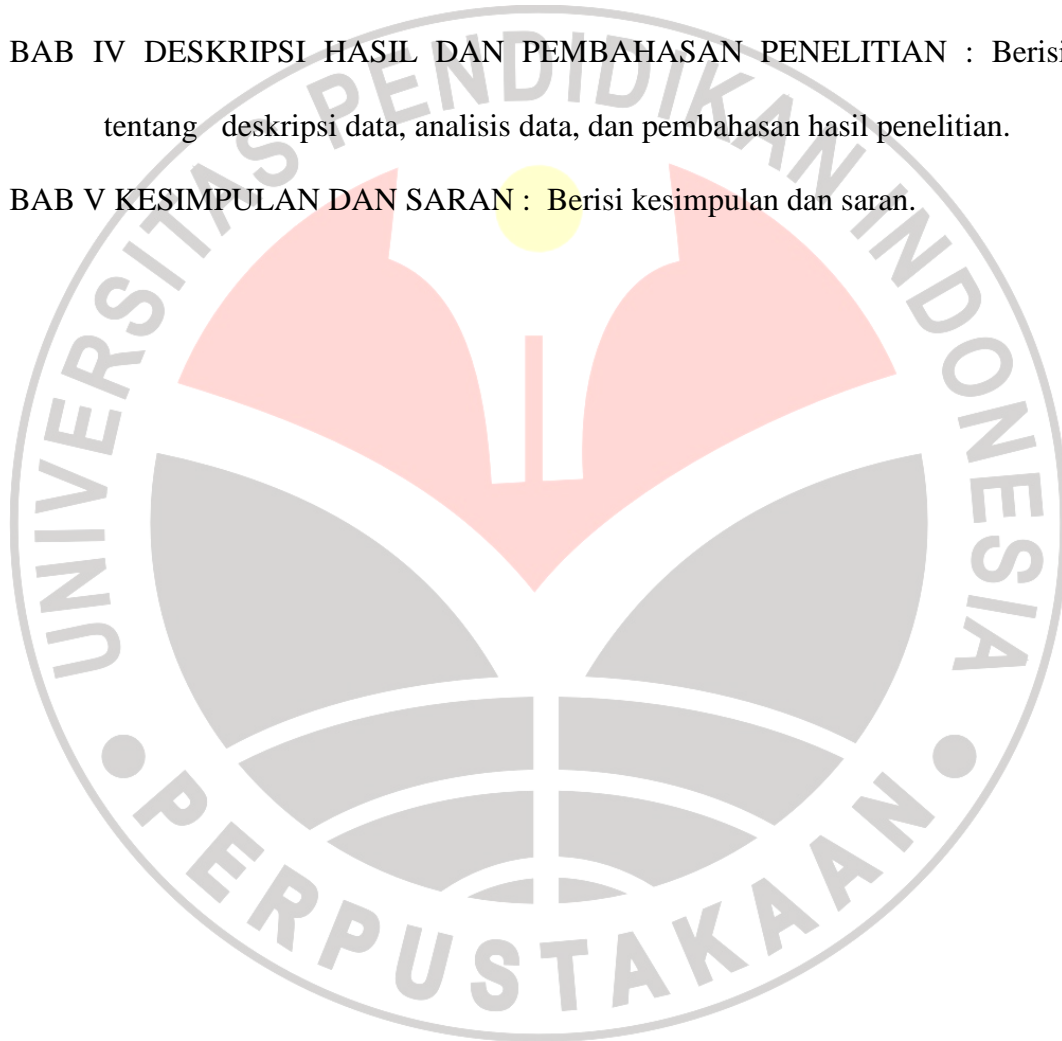 BAB IV DESKRIPSI HASIL DAN PEMBAHASAN PENELITIAN : Berisi
tentang deskripsi data, analisis data, dan pembahasan hasil penelitian.
BAB V KESIMPULAN DAN SARAN : Berisi kesimpulan dan saran.
UNIVERSITAS PENDIDIKAN INDONESIA
PERPUSTAKAAN